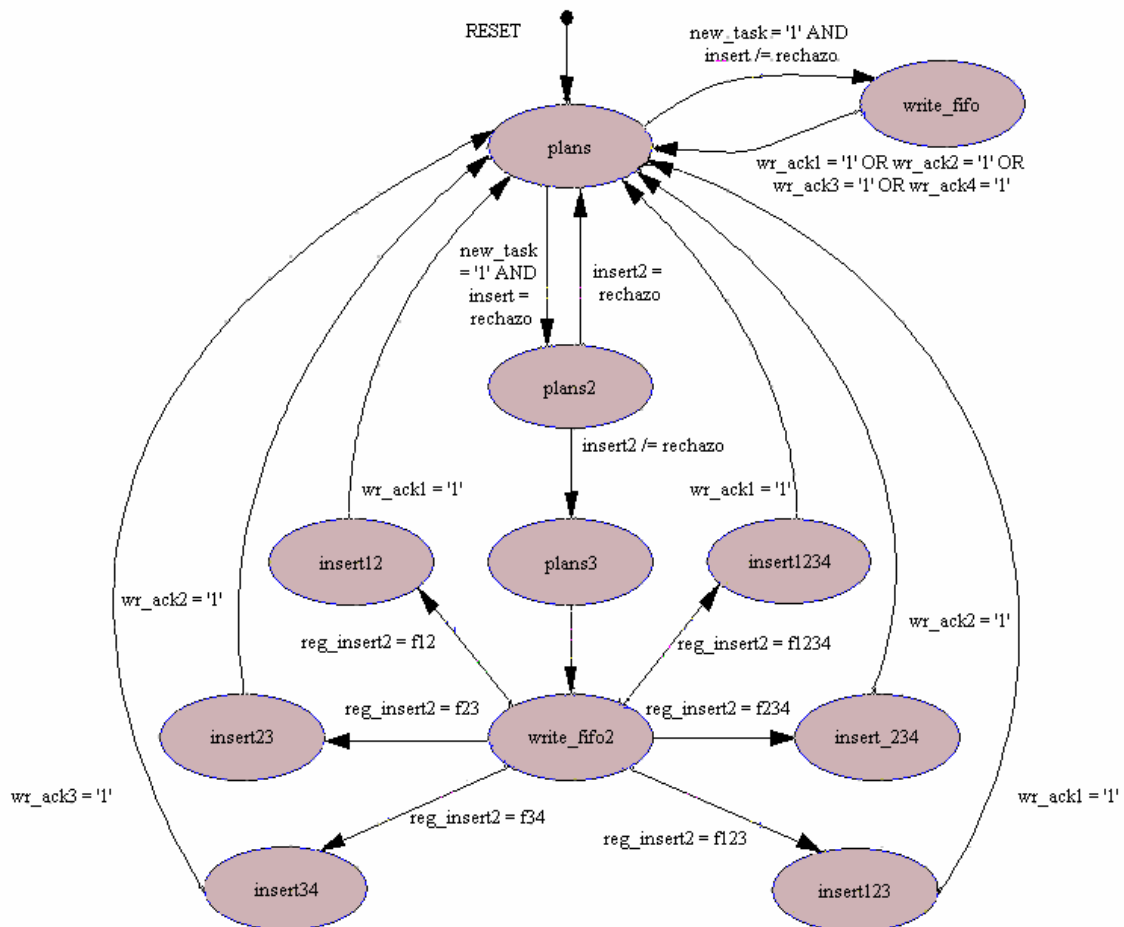 RESET
new_task = '1' AND
insert /= rechazo
write_fifo
plans
wr_ack1 = '1' OR wr_ack2 = '1' OR
wr_ack3 = '1' OR wr_ack4 = '1'
new_task
= '1' AND
insert =
rechazo
insert2 =
rechazo
plans2
insert2 /= rechazo
wr_ack1 = '1'
wr_ack1 = '1'
insert12
plans3
insert1234
wr_ack2 = '1'
wr_ack2 = '1'
reg_insert2 = f12
reg_insert2 = f1234
reg_insert2 = f23
reg_insert2 = f234
insert23
write_fifo2
insert_234
wr_ack3 = '1'
wr_ack1 = '1'
reg_insert2 = f34
reg_insert2 = f123
insert34
insert123